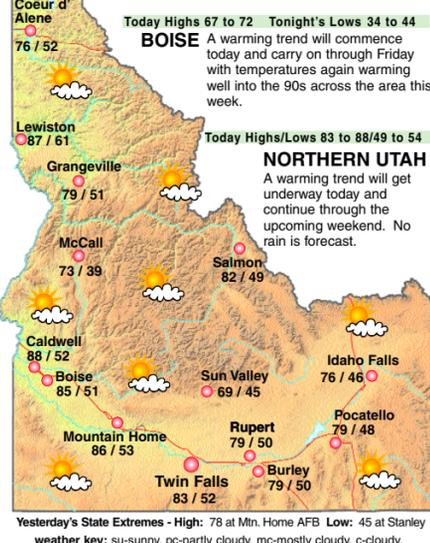 Coeur d'
Alene
76 / 52
Today Highs 67 to 72 Tonight's Lows 34 to 44
BOISE A warming trend will commence
today and carry on through Friday
with temperatures again warming
well into the 90s across the area this
week.
Today Highs/Lows 83 to 88/49 to 54
NORTHERN UTAH
A warming trend will get
underway today and
continue through the
upcoming weekend. No
rain is forecast.
Lewiston
87 / 61
Grangeville
79 / 51
McCall
73 / 39
Salmon
82 / 49
Caldwell
88 / 52
Boise
85 / 51
Sun Valley
69 / 45
Idaho Falls
76 / 46
Mountain Home
86 / 53
Rupert
79 / 50
Pocatello
79 / 48
Twin Falls
83 / 52
Burley
79 / 50
Yesterday's State Extremes - High: 78 at Mtn. Home AFB Low: 45 at Stanley
weather key: su-sunny, pc-partly cloudy, mc-mostly cloudy, c-cloudy,